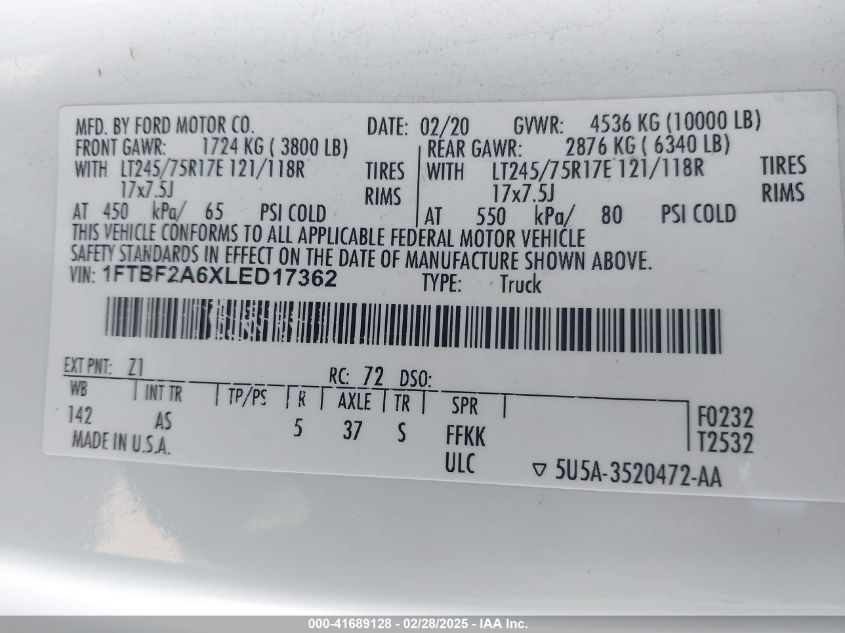 MFD. BY FORD MOTOR CO. DATE: 02/20 GVWR: 4536 KG (10000 LB)
FRONT GAWR: 1724 KG ( 3800 LB) REAR GAWR: 2876 KG ( 6340 LB)
WITH LT245/75R17E 121/118R TIRES WITH LT245/75R17E 121/118R TIRES
17x7.5J RIMS 17x7.5J RIMS
AT 450 kPa/ 65 PSI COLD AT 550 kPa/ 80 PSI COLD
THIS VEHICLE CONFORMS TO ALL APPLICABLE FEDERAL MOTOR VEHICLE
SAFETY STANDARDS IN EFFECT ON THE DATE OF MANUFACTURE SHOWN ABOVE.
VIN: 1FTBF2A6XLED17362 TYPE: Truck
EXT PNT: Z1 RC: 72 DSO:
WB INT TR TP/PS R AXLE TR SPR F0232
142 AS 5 37 S FFKK T2532
MADE IN U.S.A. ULC 5U5A-3520472-AA
000-41689128 - 02/28/2025 - IAA Inc.